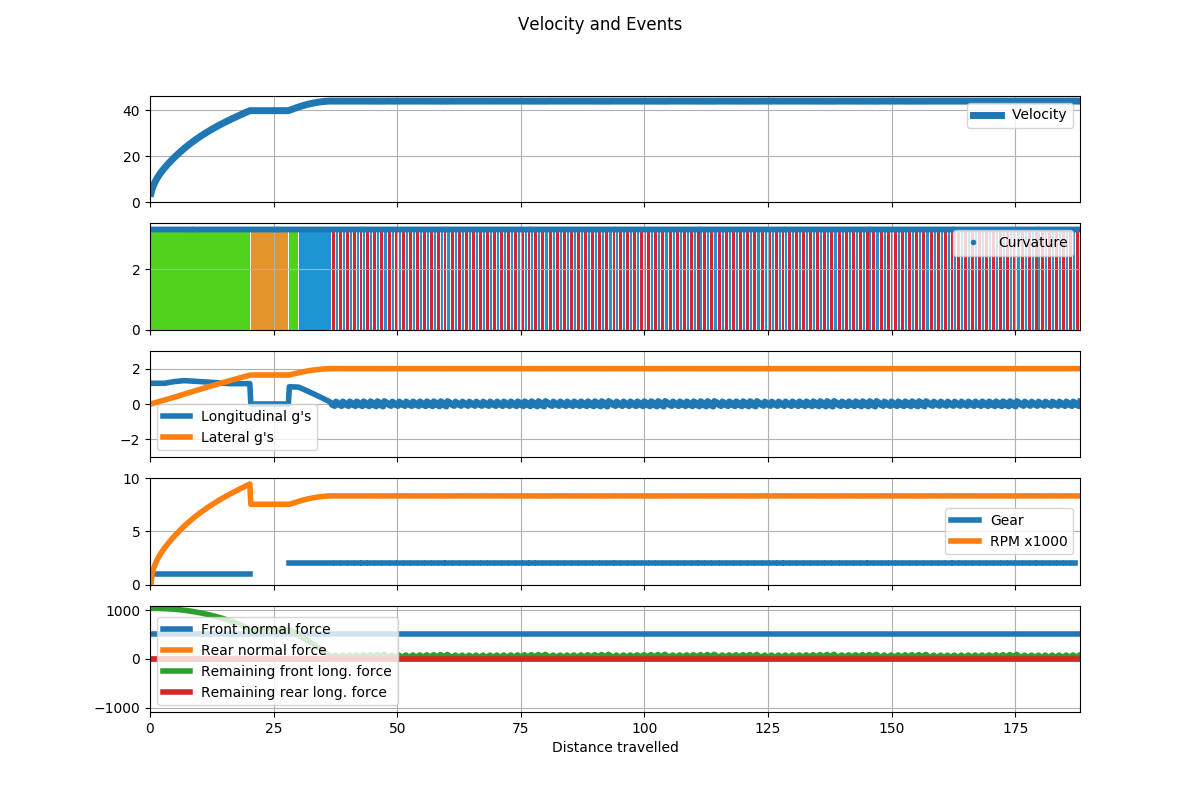 Velocity and Events
40
20
0
Velocity
2
0
Curvature
2
0
−2
Longitudinal g's
Lateral g's
10
5
0
Gear
RPM x1000
1000
0
−1000
Front normal force
Rear normal force
Remaining front long. force
Remaining rear long. force
0 25 50 75 100 125 150 175
Distance travelled